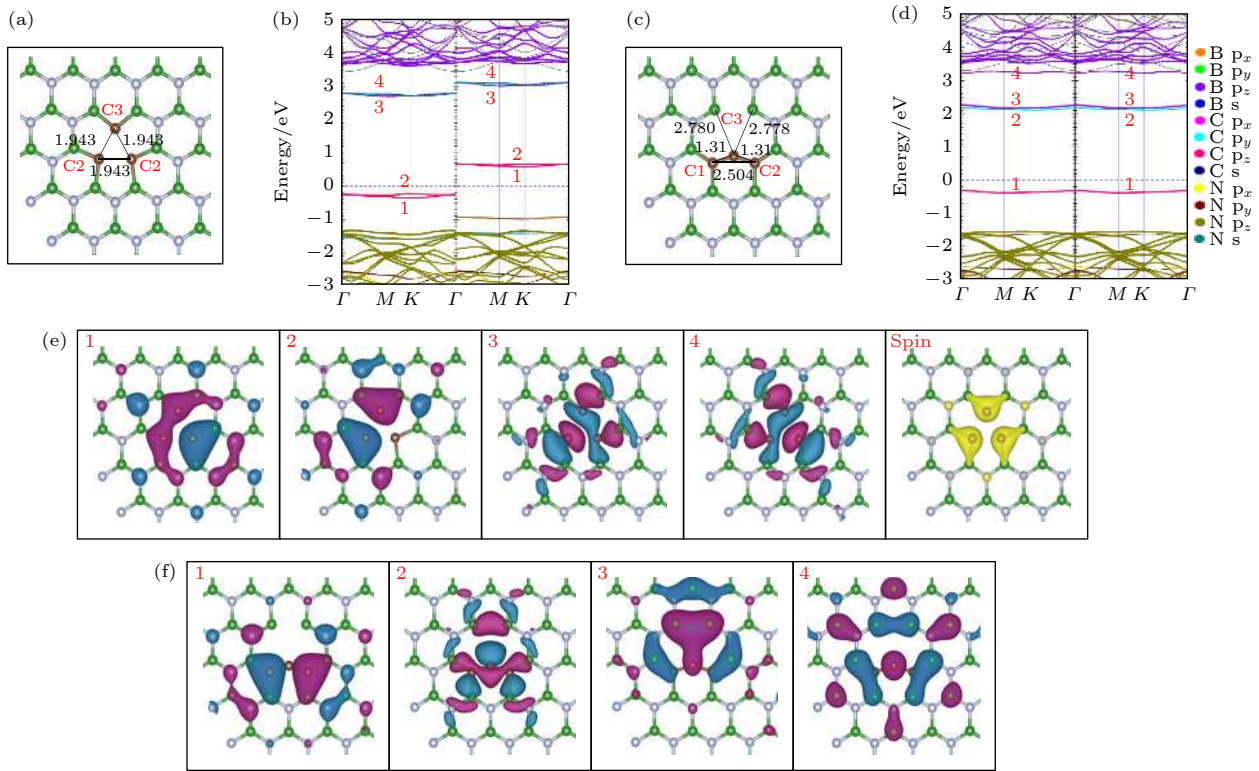 (a)
C3
1.943
1.943
C2
C2
1.943
(b)
Energy/eV
5
4
3
2
1
0
−1
−2
−3
4
3
2
1
4
3
2
1
Γ
M
K
Γ
M
K
Γ
(c)
C3
2.780
2.778
1.31
1.31
C1
C2
2.504
(d)
Energy/eV
5
4
3
2
1
0
−1
−2
−3
4
3
2
1
4
3
2
1
Γ
M
K
Γ
M
K
Γ
B px
B py
B pz
B s
C px
C py
C pz
C s
N px
N py
N pz
N s
(e)
1
2
3
4
Spin
(f)
1
2
3
4